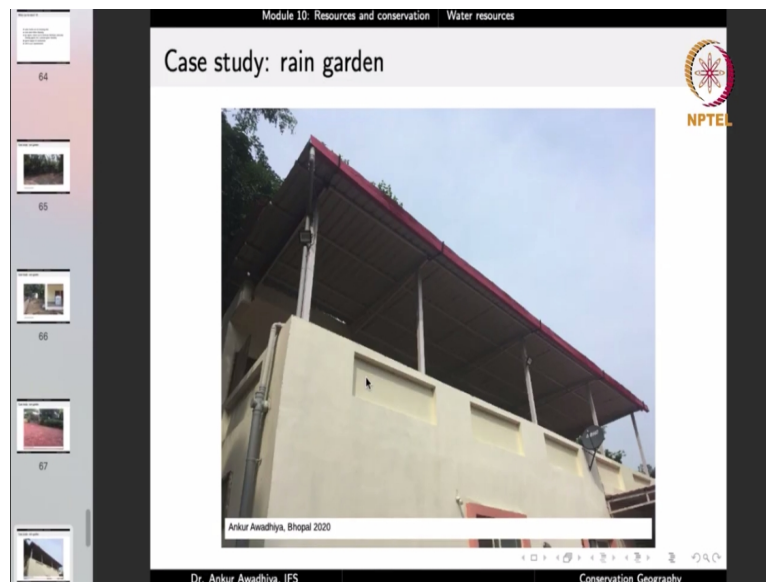 Module 10: Resources and conservation Water resources
Case study: rain garden
NPTEL
64
65
66
67
Ankur Awadhiya, Bhopal 2020
Dr. Ankur Awadhiya, IFS Conservation Geography